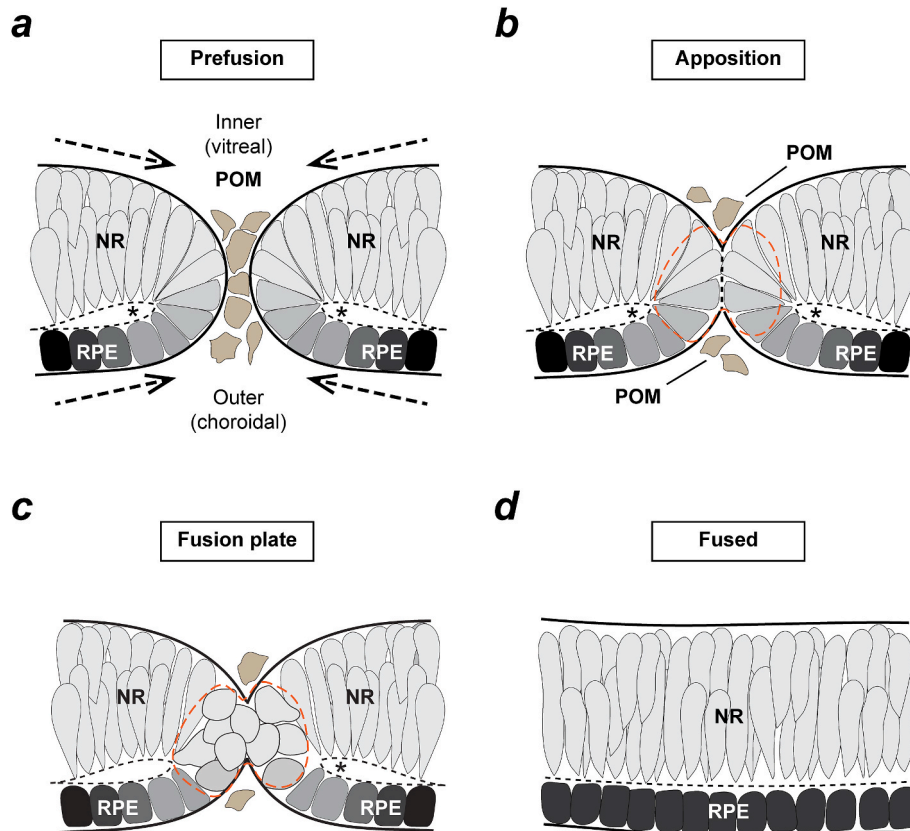 a
Prefusion
Inner
(vitreal)
POM
NR
NR
*
*
RPE
RPE
Outer
(choroidal)
b
Apposition
POM
NR
NR
*
*
RPE
RPE
POM
c
Fusion plate
NR
NR
*
RPE
RPE
d
Fused
NR
RPE